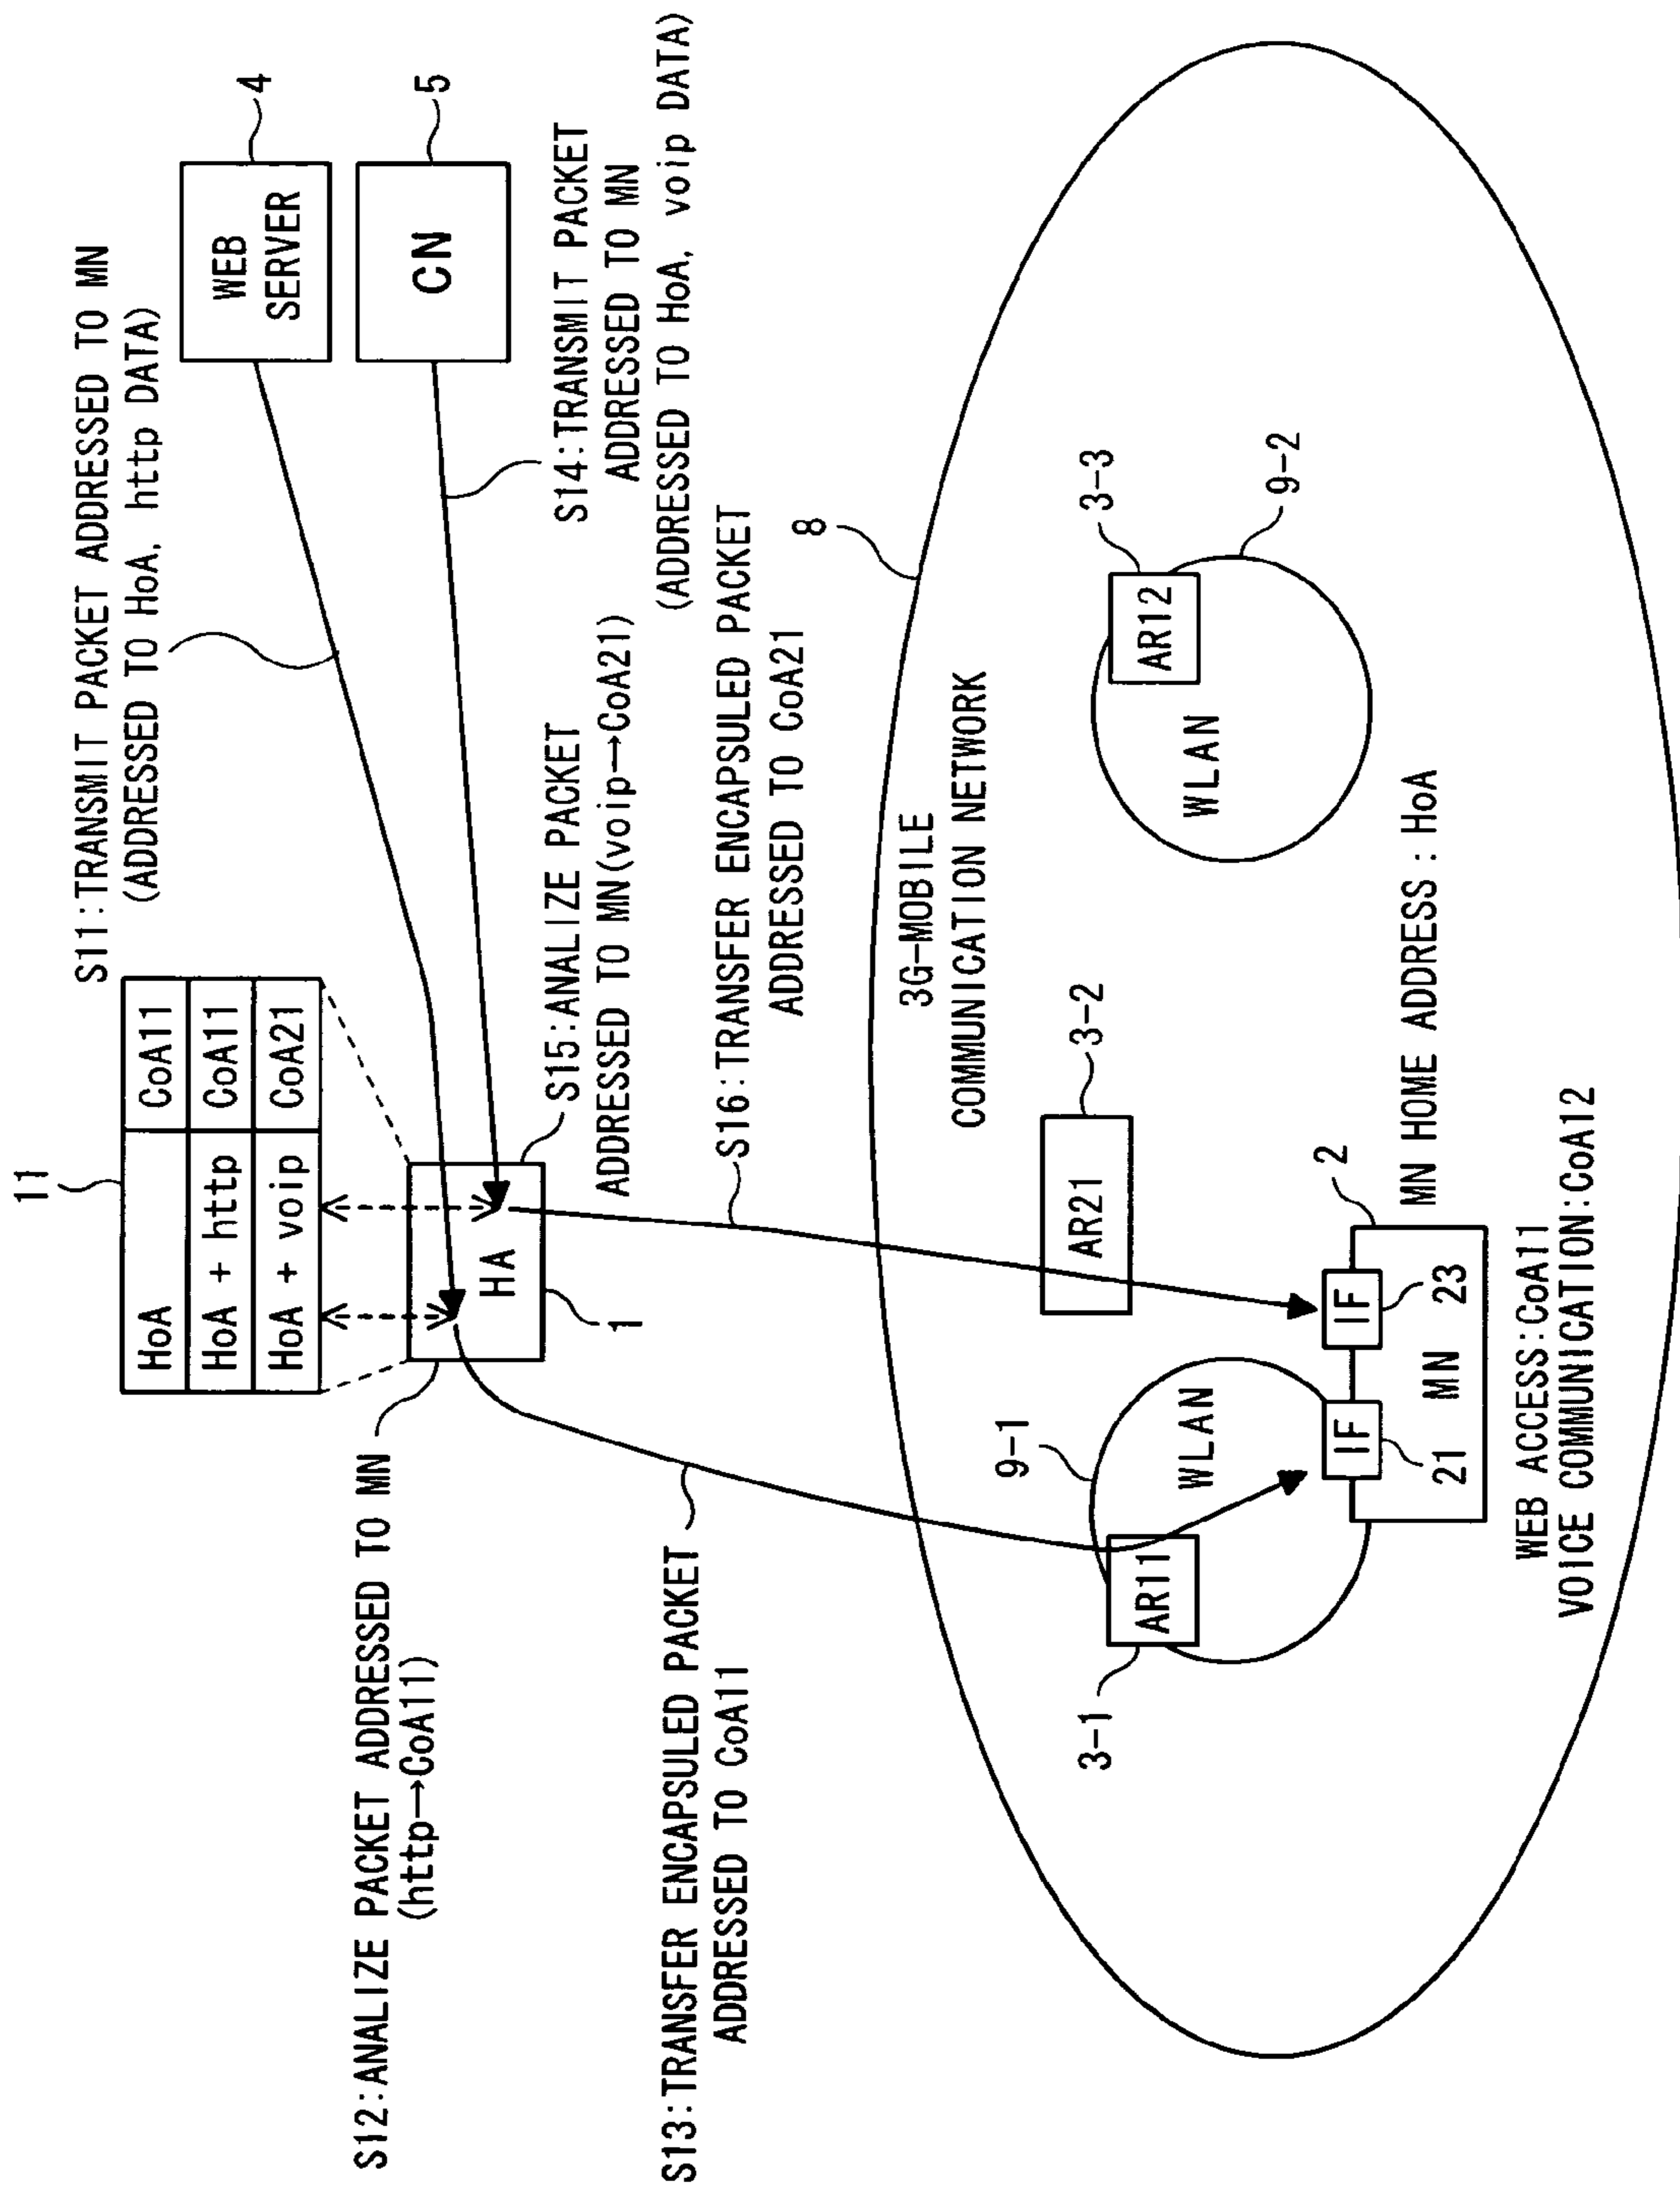 11
HoA
CoA11
HoA + http
CoA11
HoA + voip
CoA21
S11:TRANSMIT PACKET ADDRESSED TO MN
(ADDRESSED TO HoA, http DATA)
4
WEB
SERVER
5
CN
S14:TRANSMIT PACKET
ADDRESSED TO MN
(ADDRESSED TO HoA, voip DATA)
S12:ANALIZE PACKET ADDRESSED TO MN
(http→CoA11)
HA
1
S15:ANALIZE PACKET
ADDRESSED TO MN(voip→CoA21)
S13:TRANSFER ENCAPSULED PACKET
ADDRESSED TO CoA11
S16:TRANSFER ENCAPSULED PACKET
ADDRESSED TO CoA21
8
3G-MOBILE
COMMUNICATION NETWORK
9-1
3-1
AR11
WLAN
3-2
AR21
3-3
AR12
9-2
WLAN
2
IF
IF
21
MN
23
MN HOME ADDRESS:HoA
WEB ACCESS:CoA11
VOICE COMMUNICATION:CoA12